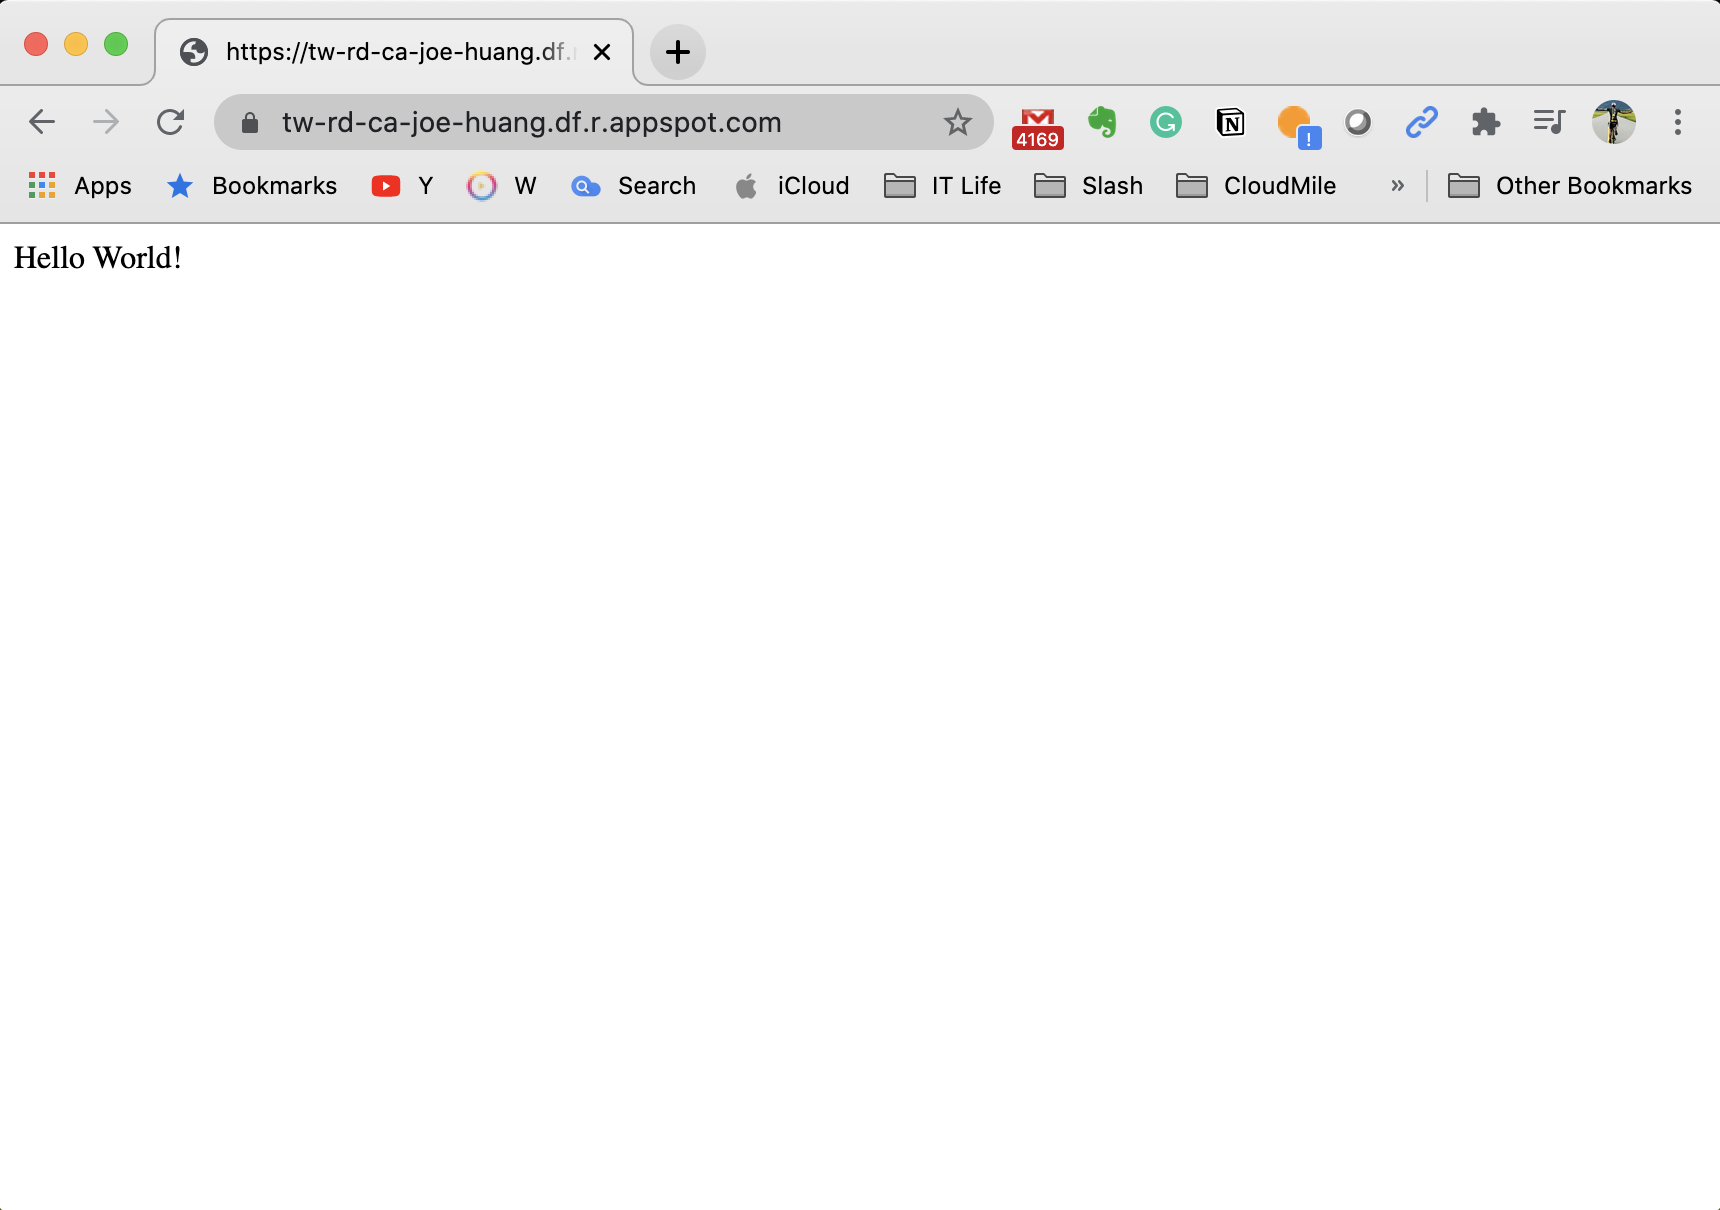 https://tw-rd-ca-joe-huang.df.
tw-rd-ca-joe-huang.df.r.appspot.com
4169
Apps Bookmarks Y W Search iCloud IT Life Slash CloudMile » Other Bookmarks
Hello World!